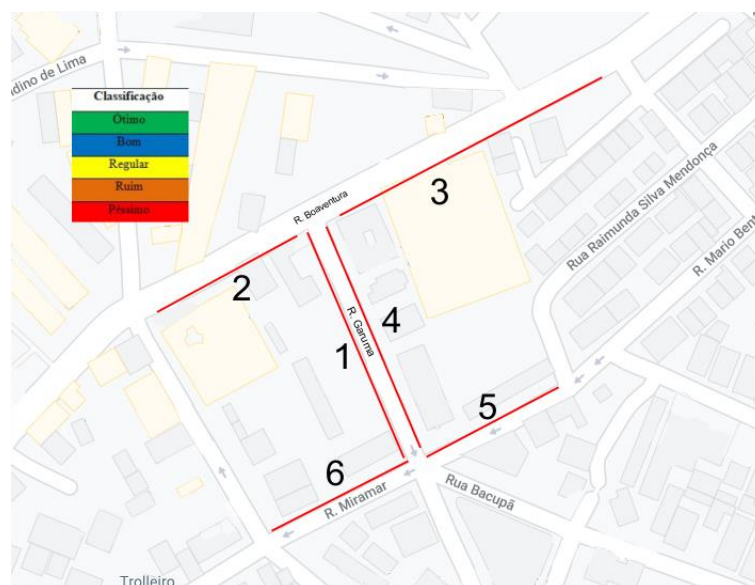 dino de Lima
Classificação
Ótimo
Bom
Regular
Ruim
Péssimo
R. Boaventura
3
Rua Raimunda Silva Mendonça
R. Mario Bent
2
R. Garuma
4
1
5
6
R. Miramar
Rua Bacupã
Trolleiro